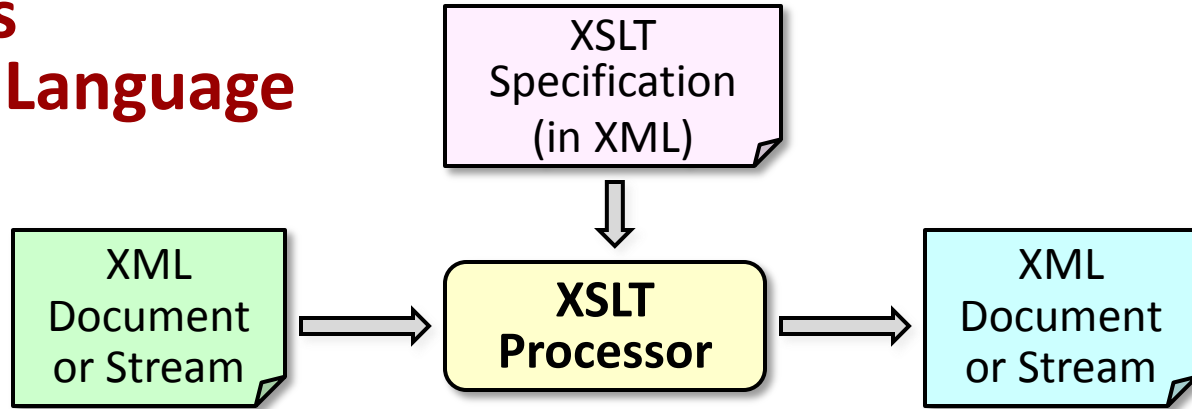 s
Language
XSLT
Specification
(in XML)
XML
Document
or Stream
XSLT
Processor
XML
Document
or Stream